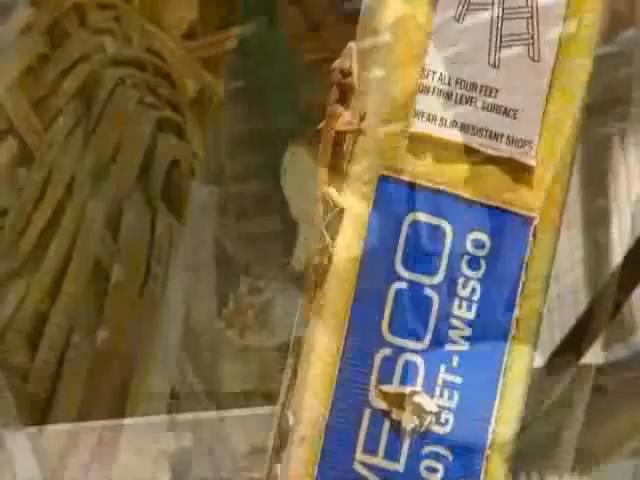 SET ALL FOUR FEET
ON FIRM LEVEL SURFACE
WEAR SLIP-RESISTANT SHOES
WESCO
0) GET-WESCO